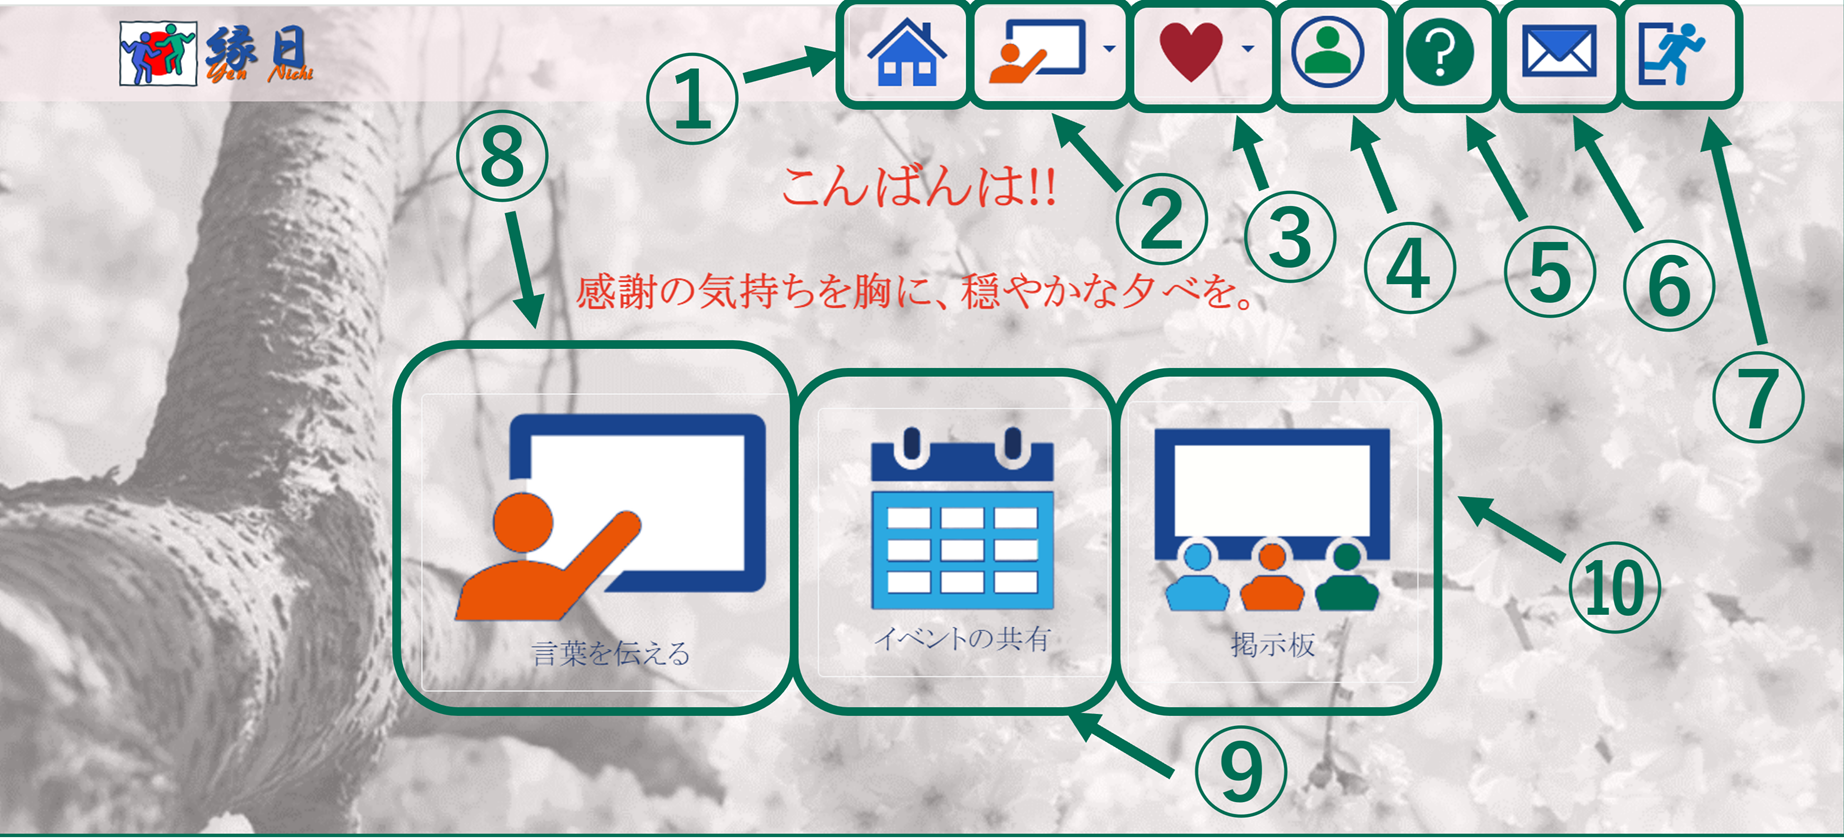 縁日
Yen Nichi
①
②
③
④
⑤
⑥
⑦
⑧
こんばんは!!
感謝の気持ちを胸に、穏やかな夕べを。
言葉を伝える
イベントの共有
掲示板
⑨
⑩
?